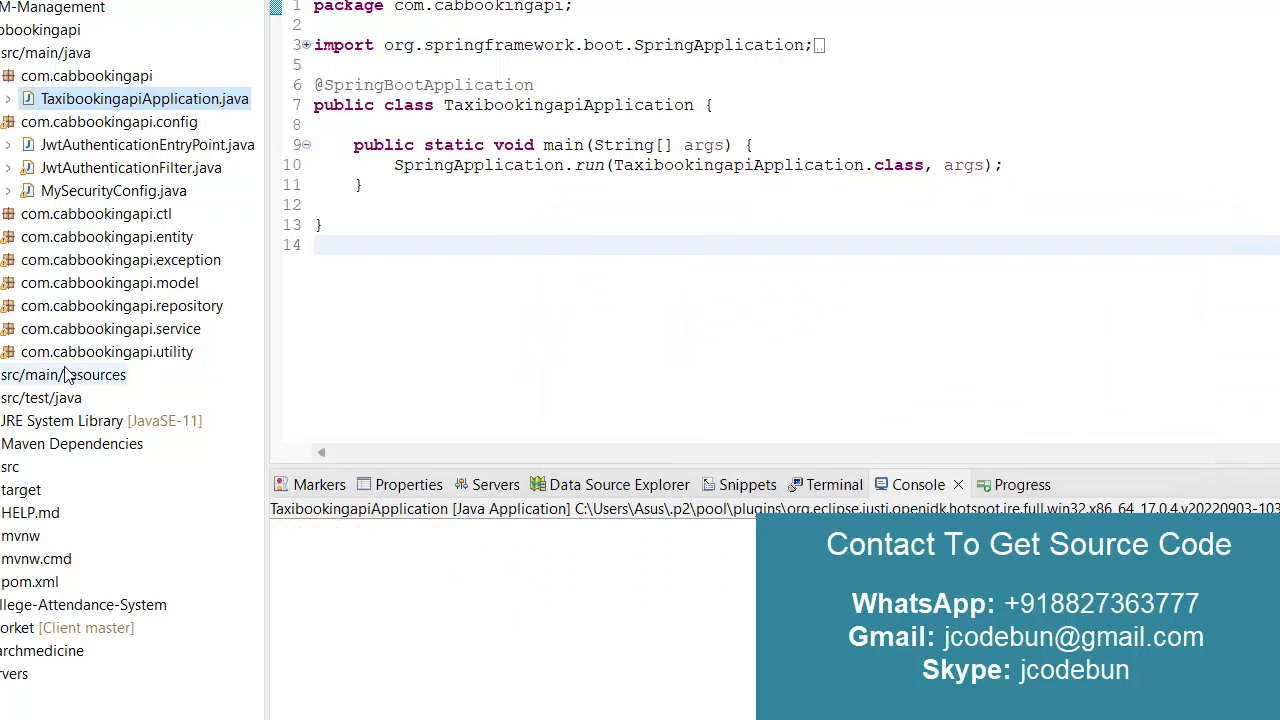 M-Management
bbookingapi
src/main/java
com.cabbookingapi
TaxibookingapiApplication.java
com.cabbookingapi.config
JwtAuthenticationEntryPoint.java
JwtAuthenticationFilter.java
MySecurityConfig.java
com.cabbookingapi.ctl
com.cabbookingapi.entity
com.cabbookingapi.exception
com.cabbookingapi.model
com.cabbookingapi.repository
com.cabbookingapi.service
com.cabbookingapi.utility
src/main/resources
src/test/java
JRE System Library [JavaSE-11]
Maven Dependencies
src
target
HELP.md
mvnw
mvnw.cmd
pom.xml
llege-Attendance-System
orket [Client master]
archmedicine
rvers
1 package com.cabbookingapi;
2
3 import org.springframework.boot.SpringApplication;
5
6 @SpringBootApplication
7 public class TaxibookingapiApplication {
8
9 public static void main(String[] args) {
10 SpringApplication.run(TaxibookingapiApplication.class, args);
11 }
12
13 }
14
Markers Properties Servers Data Source Explorer Snippets Terminal Console Progress
TaxibookingapiApplication [Java Application] C:\Users\Asus\.p2\pool\plugins\org.eclipse.justj.openjdk.hotspot.jre.full.win32.x86_64_17.0.4.v20220903-103
Contact To Get Source Code
WhatsApp: +918827363777
Gmail: jcodebun@gmail.com
Skype: jcodebun